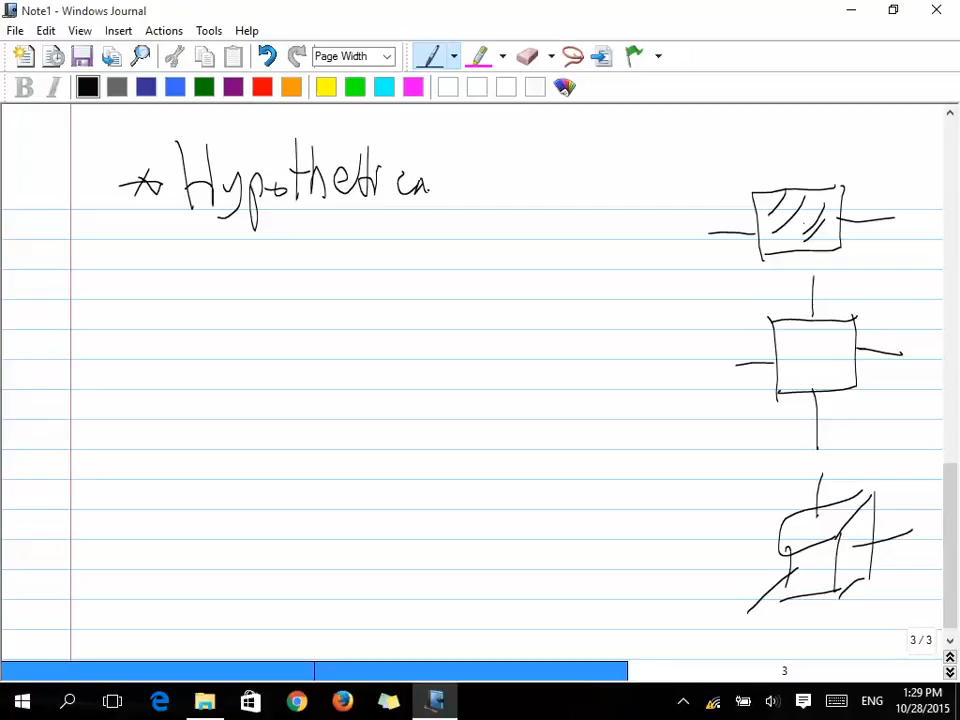 Note1 - Windows Journal
File Edit View Insert Actions Tools Help
Page Width
B I
* Hypothetica
3 / 3
3
ENG
1:29 PM
10/28/2015